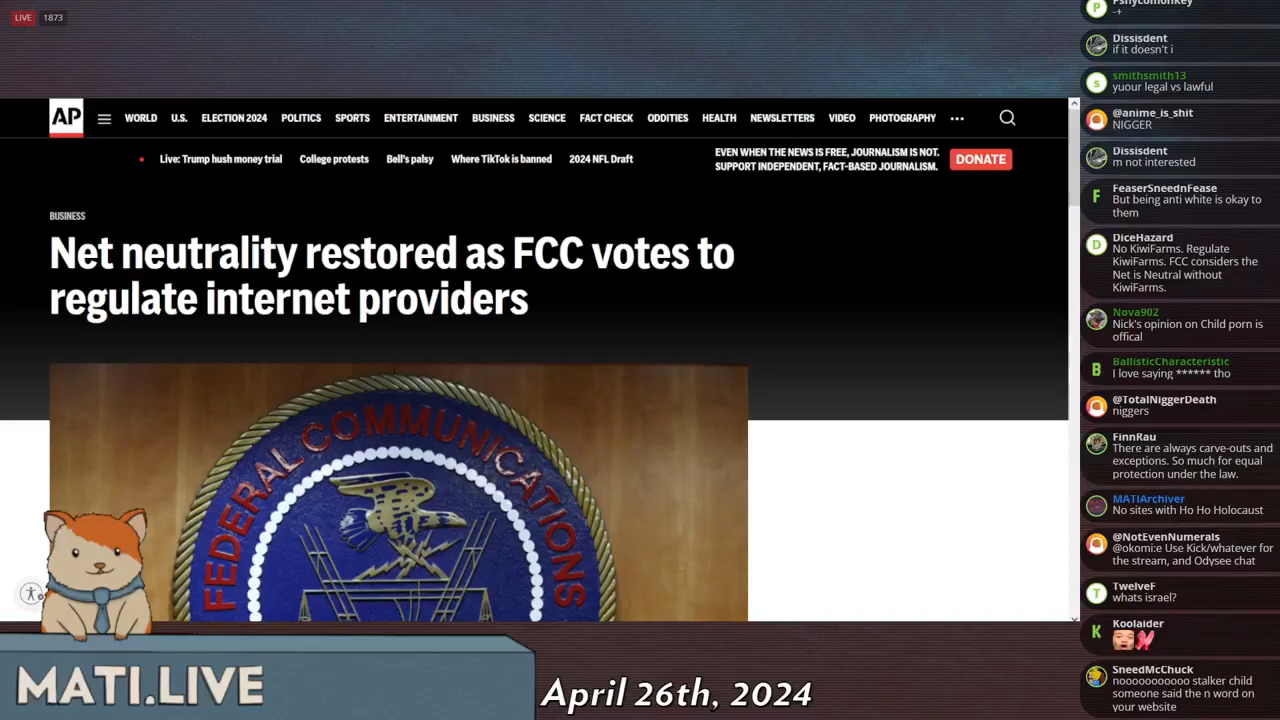 LIVE 1873
AP
WORLD U.S. ELECTION 2024 POLITICS SPORTS ENTERTAINMENT BUSINESS SCIENCE FACT CHECK ODDITIES HEALTH NEWSLETTERS VIDEO PHOTOGRAPHY
Live: Trump hush money trial College protests Bell's palsy Where TikTok is banned 2024 NFL Draft
EVEN WHEN THE NEWS IS FREE, JOURNALISM IS NOT.
SUPPORT INDEPENDENT, FACT-BASED JOURNALISM.
DONATE
BUSINESS
Net neutrality restored as FCC votes to
regulate internet providers
FEDERAL COMMUNICATIONS
MATI.LIVE
April 26th, 2024
P
-+
Dissisdent
if it doesn't i
s
smithsmith13
yuour legal vs lawful
@anime_is_shit
NIGGER
Dissisdent
m not interested
F
FeaserSneednFease
But being anti white is okay to
them
D
DiceHazard
No KiwiFarms. Regulate
KiwiFarms. FCC considers the
Net is Neutral without
KiwiFarms.
Nova902
Nick's opinion on Child porn is
offical
B
BallisticCharacteristic
I love saying ****** tho
@TotalNiggerDeath
niggers
FinnRau
There are always carve-outs and
exceptions. So much for equal
protection under the law.
MATIArchiver
No sites with Ho Ho Holocaust
@NotEvenNumerals
@okomi:e Use Kick/whatever for
the stream, and Odysee chat
T
TwelveF
whats israel?
K
Koolaider
SneedMcChuck
nooooooooooo stalker child
someone said the n word on
your website